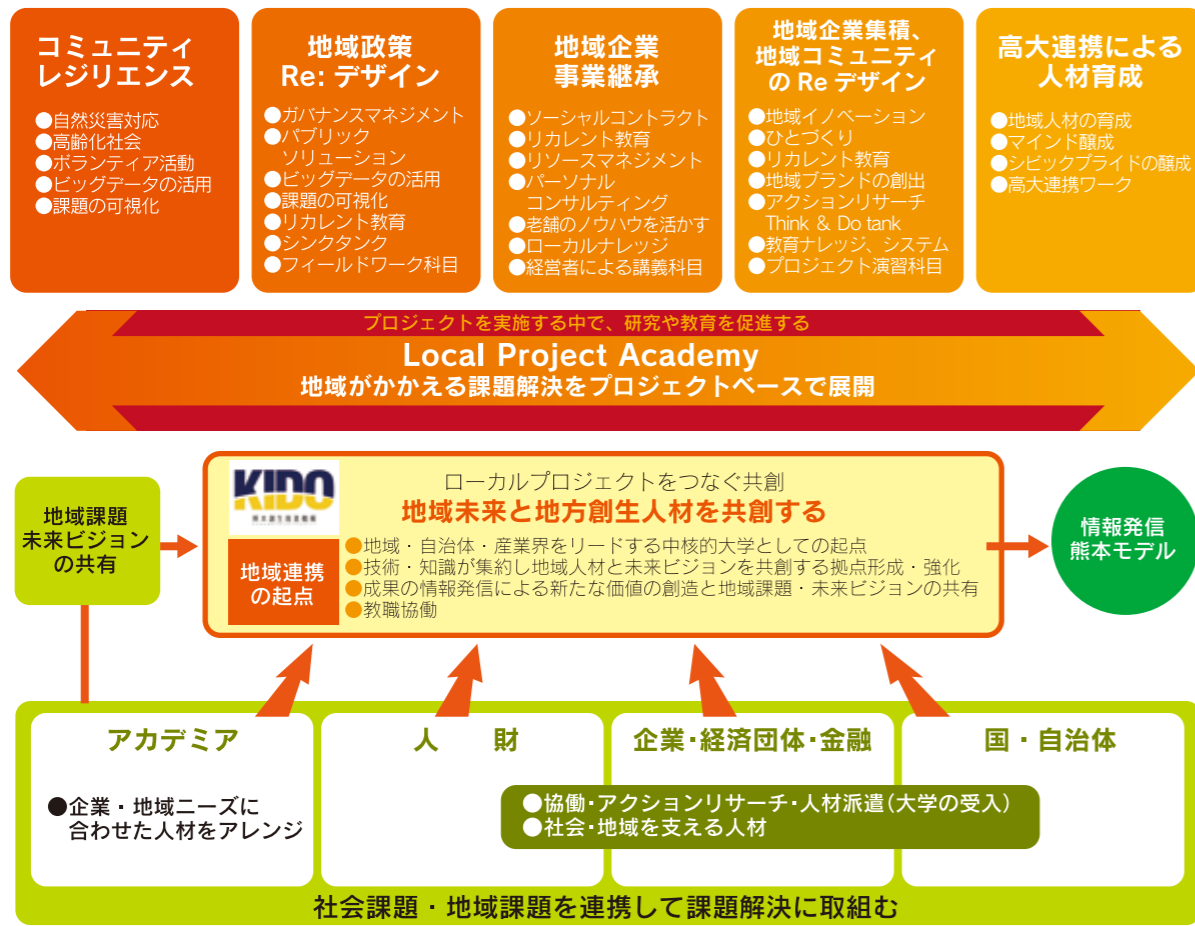 コミュニティ
レジリエンス
●自然災害対応
●高齢化社会
●ボランティア活動
●ビッグデータの活用
●課題の可視化
地域政策
Re: デザイン
●ガバナンスマネジメント
●パブリック
ソリューション
●ビッグデータの活用
●課題の可視化
●リカレント教育
●シンクタンク
●フィールドワーク科目
地域企業
事業継承
●ソーシャルコントラクト
●リカレント教育
●リソースマネジメント
●パーソナル
コンサルティング
●老舗のノウハウを活かす
●ローカルナレッジ
●経営者による講義科目
地域企業集積、
地域コミュニティ
の Re デザイン
●地域イノベーション
●ひとづくり
●リカレント教育
●地域ブランドの創出
●アクションリサーチ
Think & Do tank
●教育ナレッジ、システム
●プロジェクト演習科目
高大連携による
人材育成
●地域人材の育成
●マインド醸成
●シビックプライドの醸成
●高大連携ワーク
プロジェクトを実施する中で、研究や教育を促進する
Local Project Academy
地域がかかえる課題解決をプロジェクトベースで展開
地域課題
未来ビジョン
の共有
KIDO
熊本創生推進機構
地域連携
の起点
ローカルプロジェクトをつなぐ共創
地域未来と地方創生人材を共創する
●地域・自治体・産業界をリードする中核的大学としての起点
●技術・知識が集約し地域人材と未来ビジョンを共創する拠点形成・強化
●成果の情報発信による新たな価値の創造と地域課題・未来ビジョンの共有
●教職協働
情報発信
熊本モデル
アカデミア
●企業・地域ニーズに
合わせた人材をアレンジ
人　財
企業・経済団体・金融
国・自治体
●協働・アクションリサーチ・人材派遣(大学の受入)
●社会・地域を支える人材
社会課題・地域課題を連携して課題解決に取組む